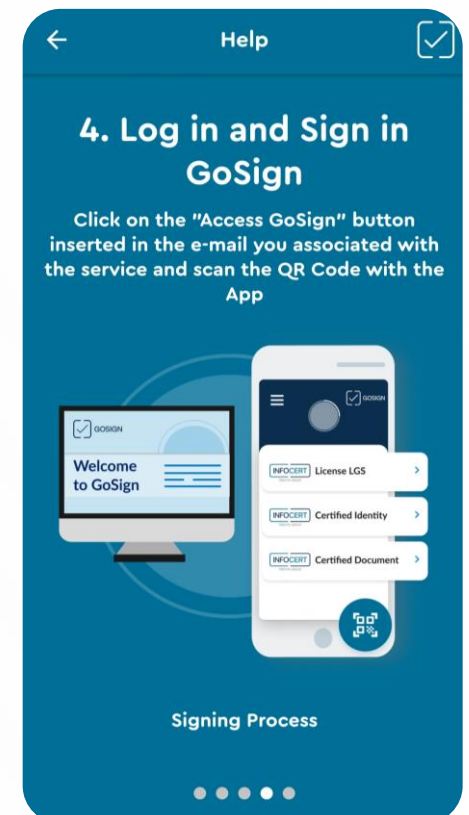 Help
4. Log in and Sign in
GoSign
Click on the "Access GoSign" button
inserted in the e-mail you associated with
the service and scan the QR Code with the
App
GOSIGN
Welcome
to GoSign
GOSIGN
INFOCERT License LGS
INFOCERT Certified Identity
INFOCERT Certified Document
Signing Process